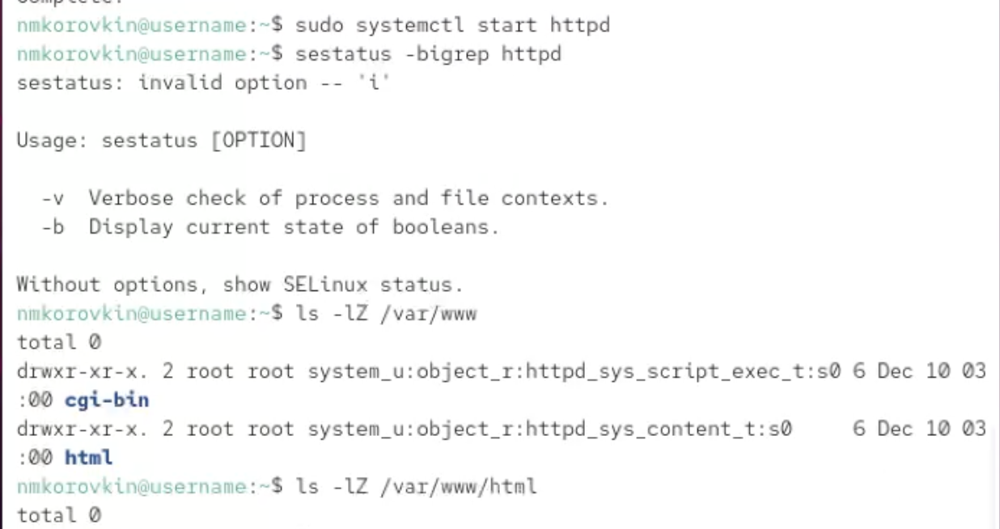 Complete.
nmkorovkin@username:~$ sudo systemctl start httpd
nmkorovkin@username:~$ sestatus -bigrep httpd
sestatus: invalid option -- 'i'
Usage: sestatus [OPTION]
-v  Verbose check of process and file contexts.
-b  Display current state of booleans.
Without options, show SELinux status.
nmkorovkin@username:~$ ls -lZ /var/www
total 0
drwxr-xr-x. 2 root root system_u:object_r:httpd_sys_script_exec_t:s0 6 Dec 10 03
:00 cgi-bin
drwxr-xr-x. 2 root root system_u:object_r:httpd_sys_content_t:s0     6 Dec 10 03
:00 html
nmkorovkin@username:~$ ls -lZ /var/www/html
total 0